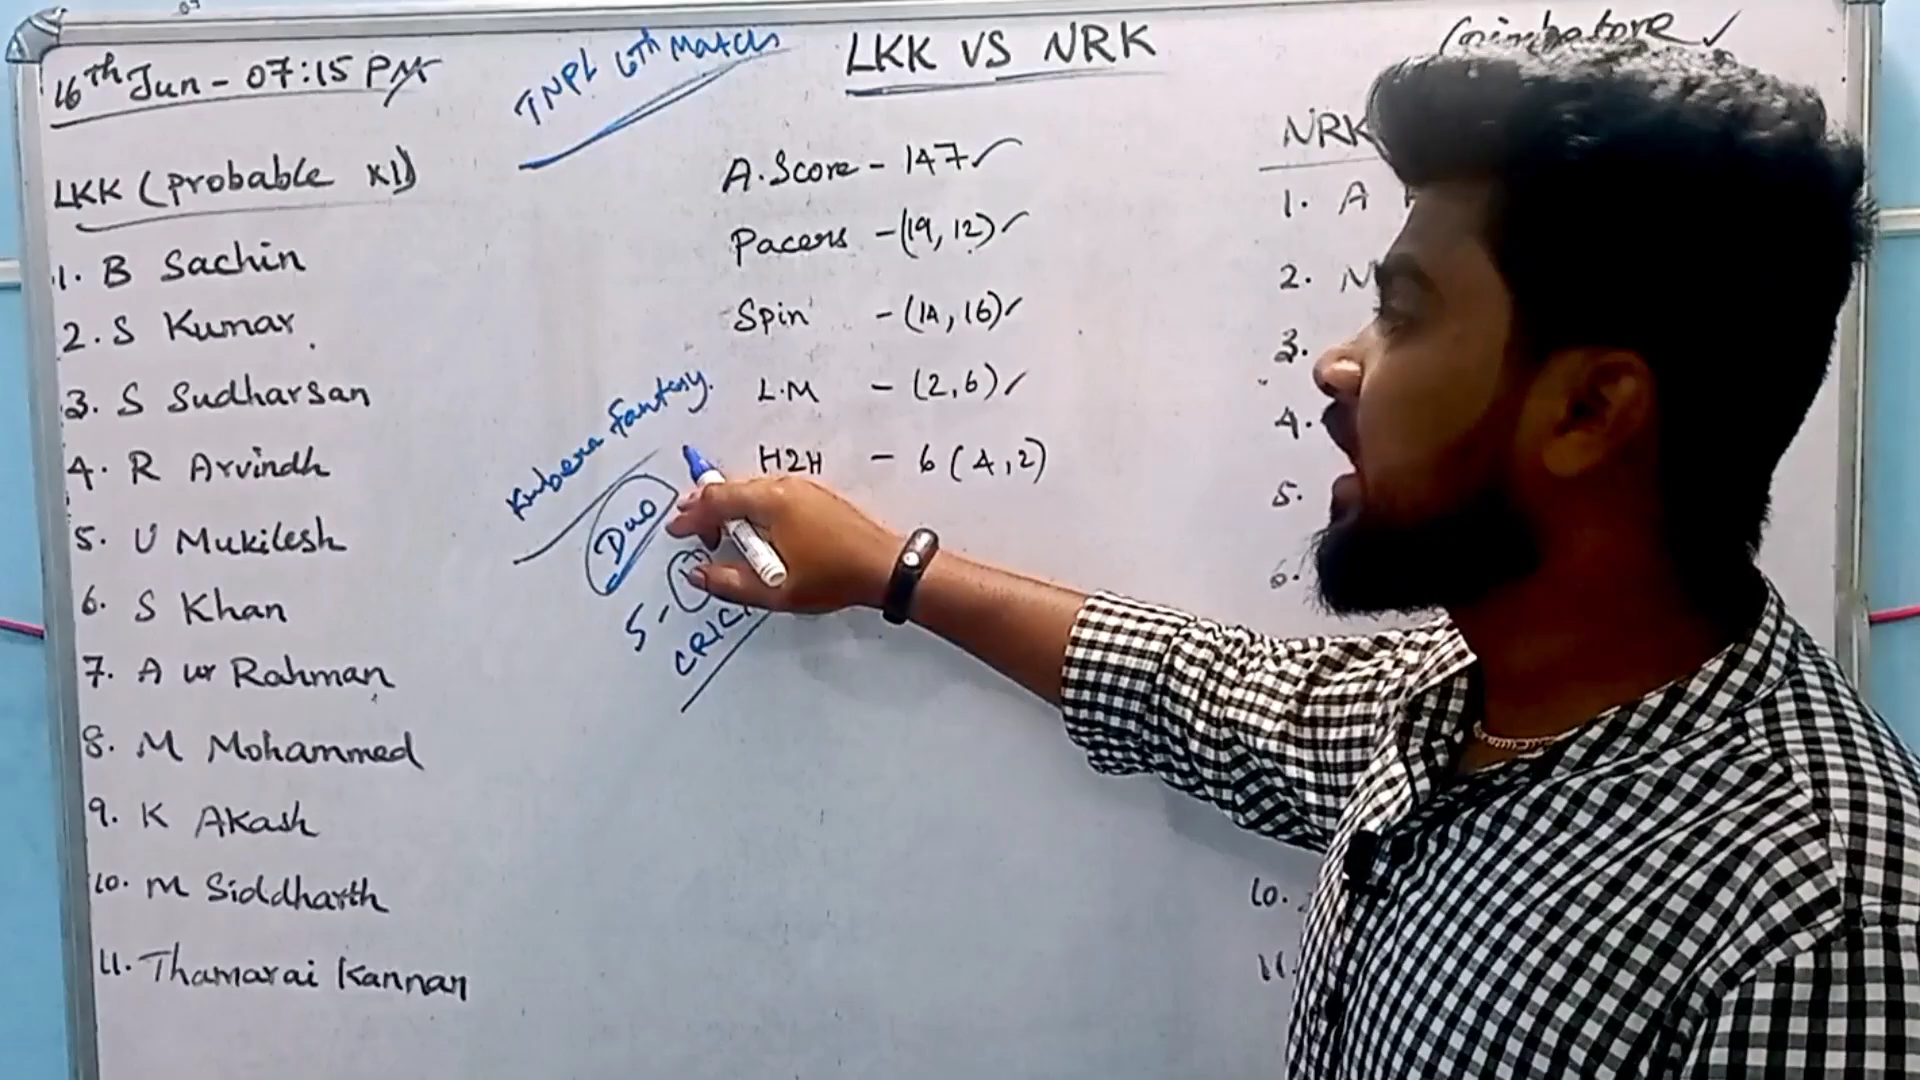 16th Jun - 07:15 PM
TNPL 6th Match
LKK VS NRK
Coimbatore ✓
LKK (probable XI)
1. B Sachin
2. S Kumar
3. S Sudharsan
4. R Arvindh
5. U Mukilesh
6. S Khan
7. A ur Rahman
8. M Mohammed
9. K Akash
10. M Siddharth
11. Thamarai Kannan
A. Score - 147 ✓
Pacers - (19, 12) ✓
Spin - (14, 16) ✓
L.M - (2, 6) ✓
H2H - 6 (4, 2)
Kubera Fantasy.
Duo
5 -
NRK
1. A
2.
3.
4.
5.
6.
10.
11.